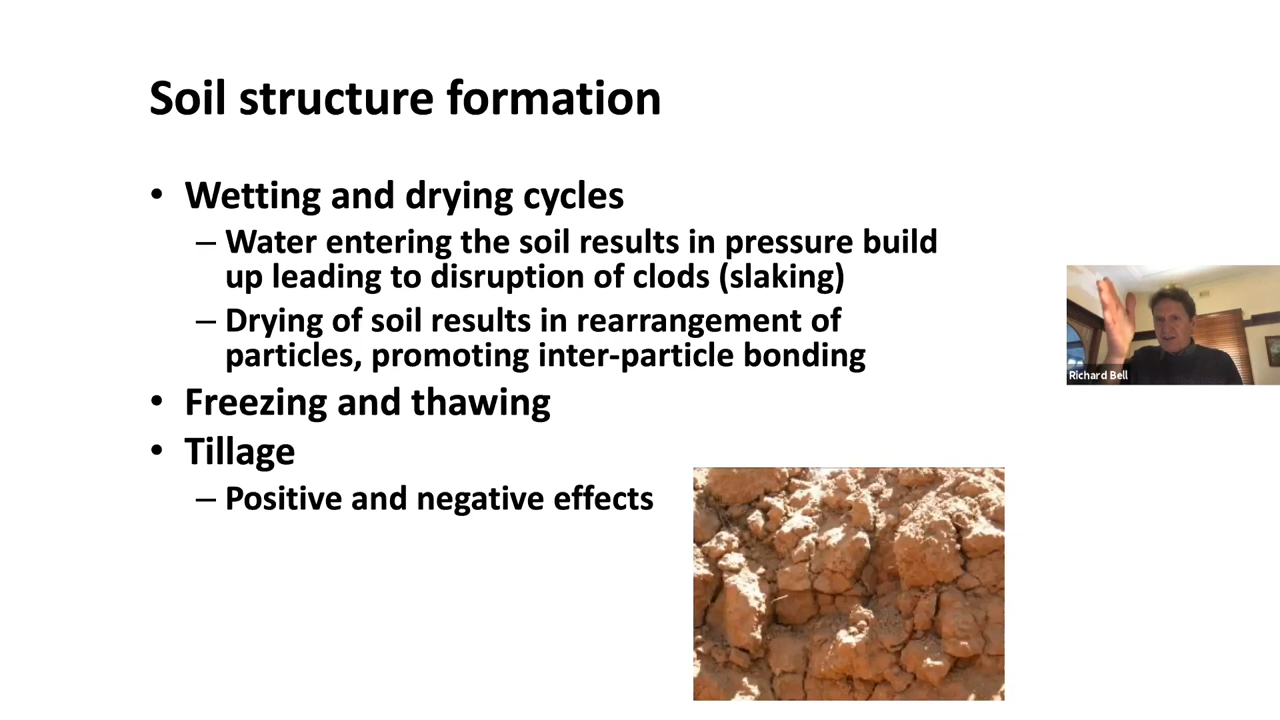 Soil structure formation
• Wetting and drying cycles
– Water entering the soil results in pressure build
up leading to disruption of clods (slaking)
– Drying of soil results in rearrangement of
particles, promoting inter-particle bonding
• Freezing and thawing
• Tillage
– Positive and negative effects
Richard Bell